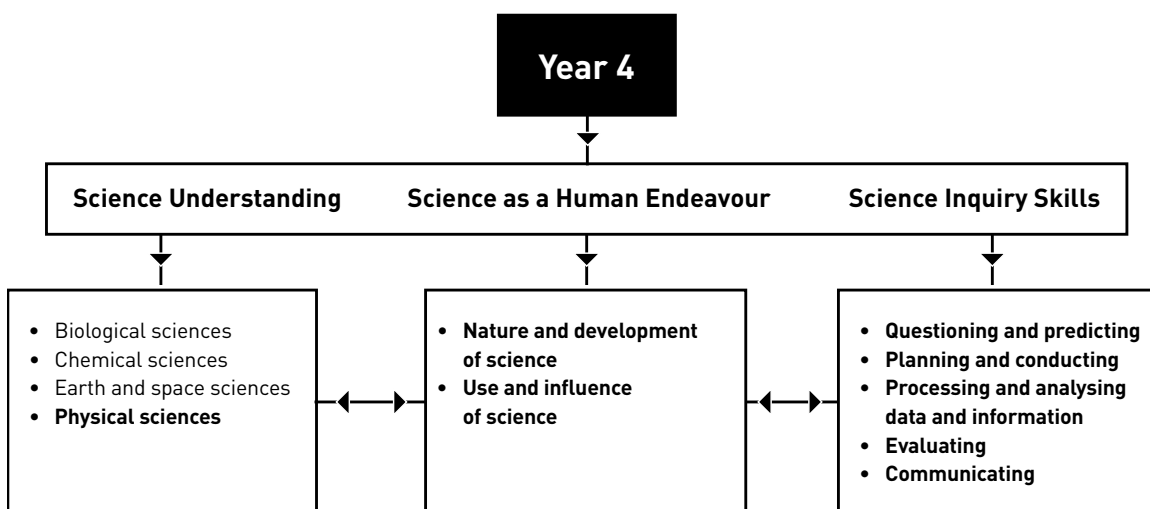 Year 4
Science Understanding
Science as a Human Endeavour
Science Inquiry Skills
• Biological sciences
• Chemical sciences
• Earth and space sciences
• Physical sciences
• Nature and development
of science
• Use and influence
of science
• Questioning and predicting
• Planning and conducting
• Processing and analysing
data and information
• Evaluating
• Communicating